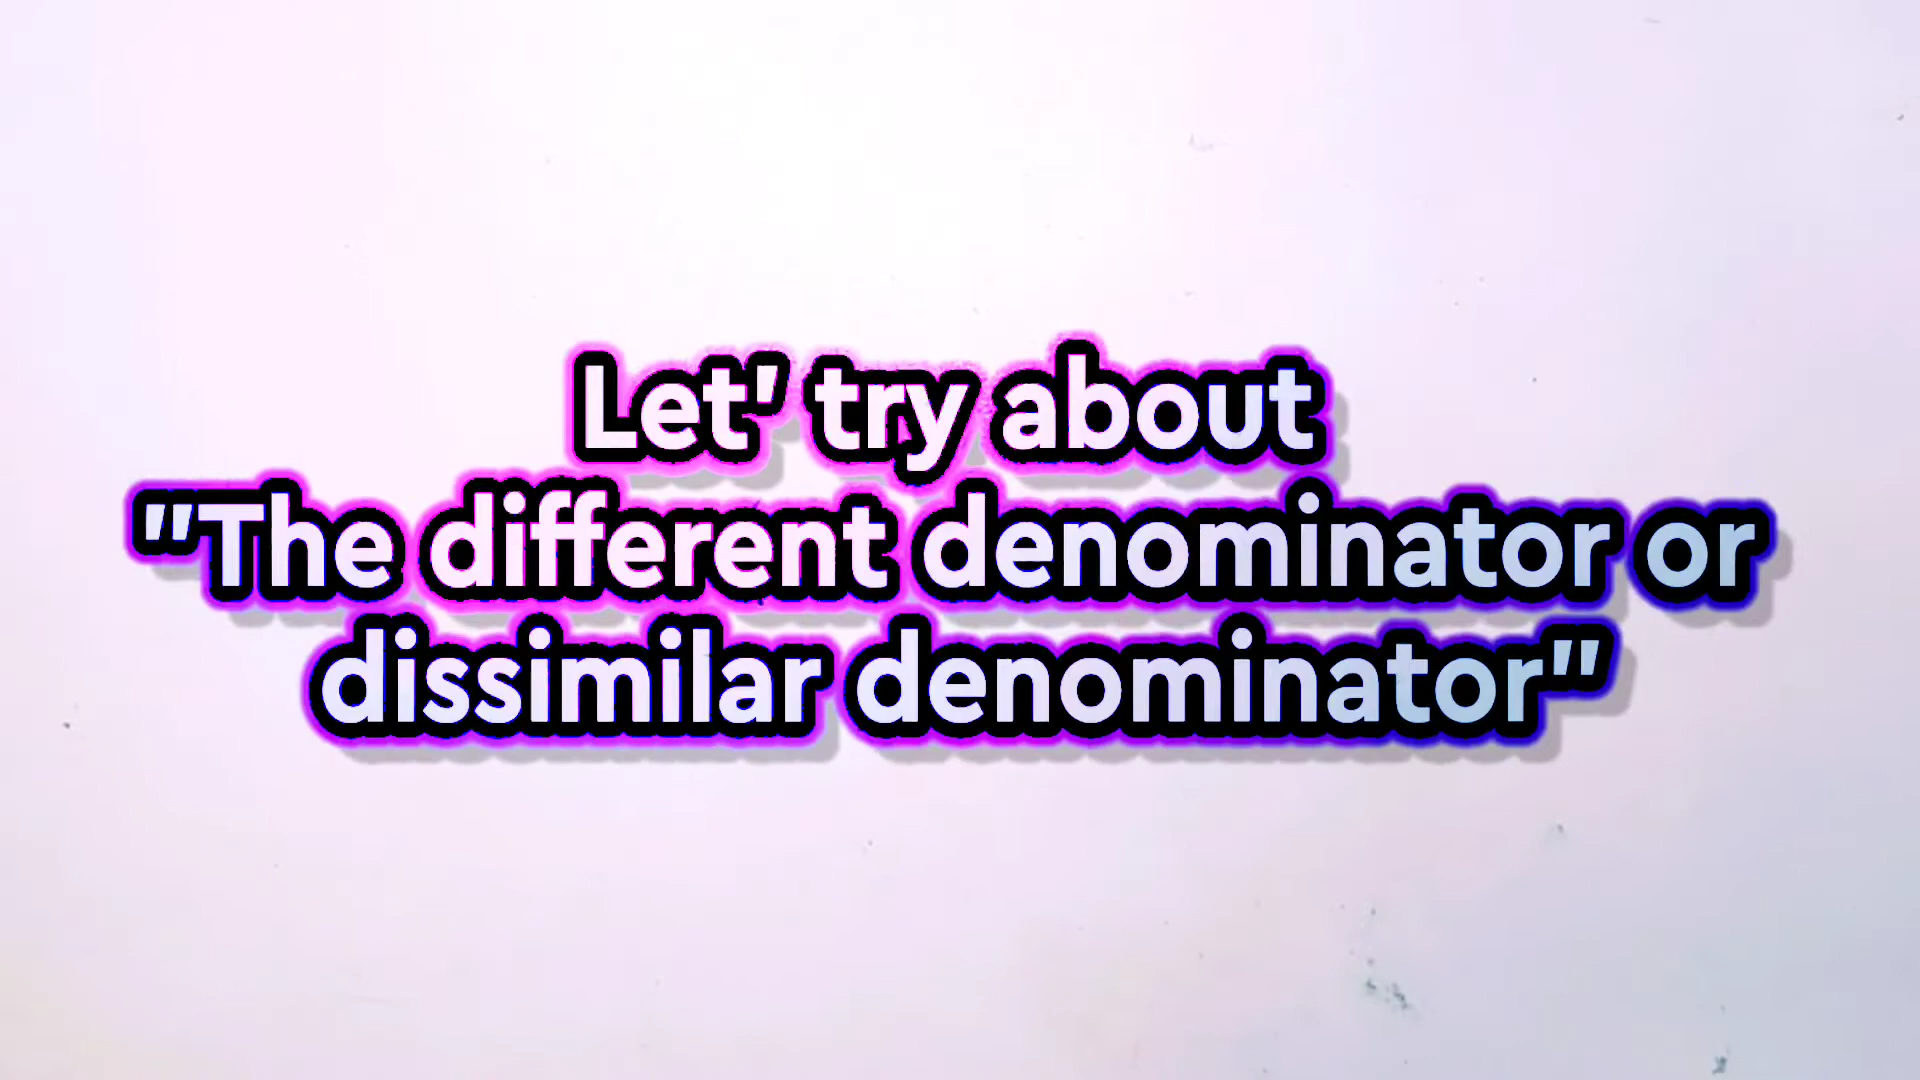 Let' try about
"The different denominator or
dissimilar denominator"